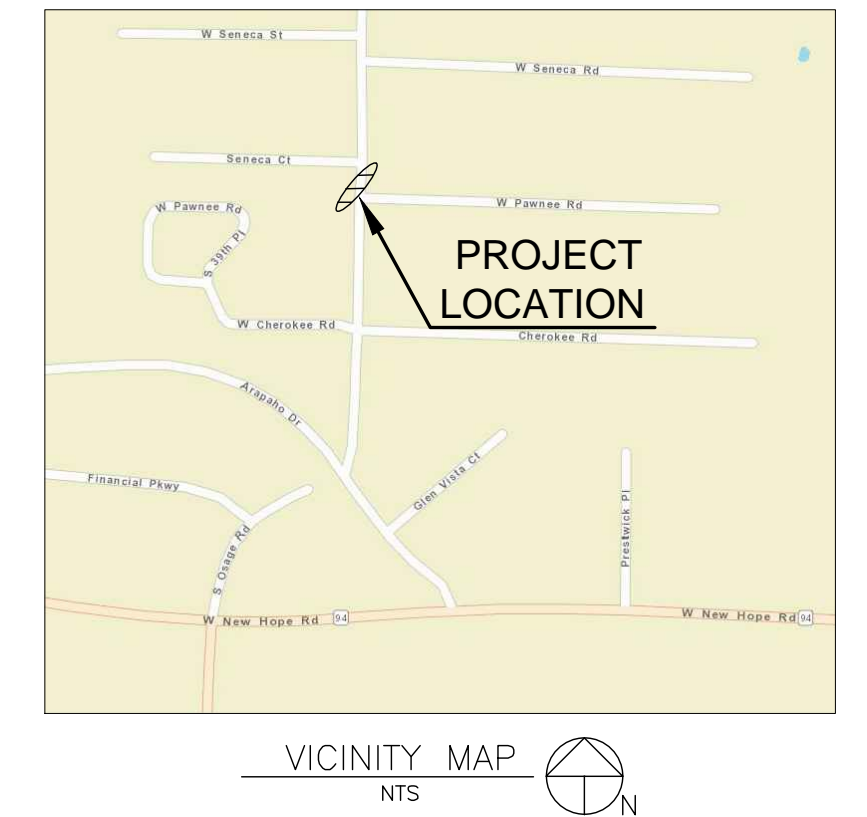 W Seneca St
W Seneca Rd
Seneca Ct
W Pawnee Rd
W Pawnee Rd
S 39th Pl
PROJECT
LOCATION
W Cherokee Rd
Cherokee Rd
Arapaho Dr
Glen Vista Ct
Financial Pkwy
Prestwick Pl
S Osage Rd
W New Hope Rd 94
W New Hope Rd 94
VICINITY MAP
NTS
N